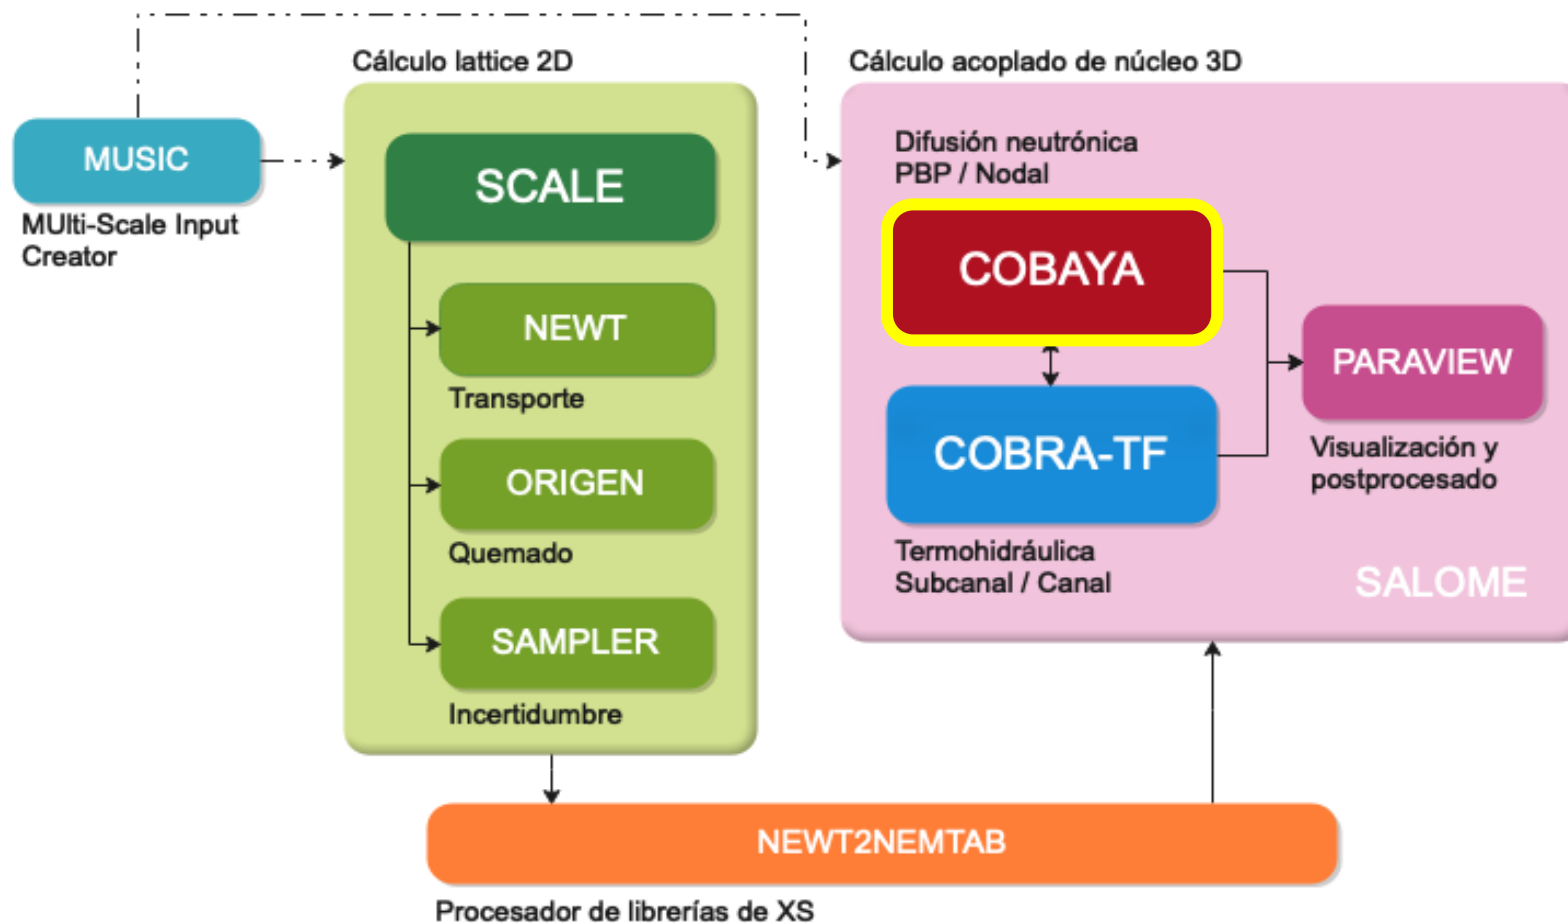 Cálculo lattice 2D
Cálculo acoplado de núcleo 3D
MUSIC
MUlti-Scale Input
Creator
SCALE
NEWT
Transporte
ORIGEN
Quemado
SAMPLER
Incertidumbre
Difusión neutrónica
PBP / Nodal
COBAYA
COBRA-TF
Termohidráulica
Subcanal / Canal
PARAVIEW
Visualización y
postprocesado
SALOME
NEWT2NEMTAB
Procesador de librerías de XS